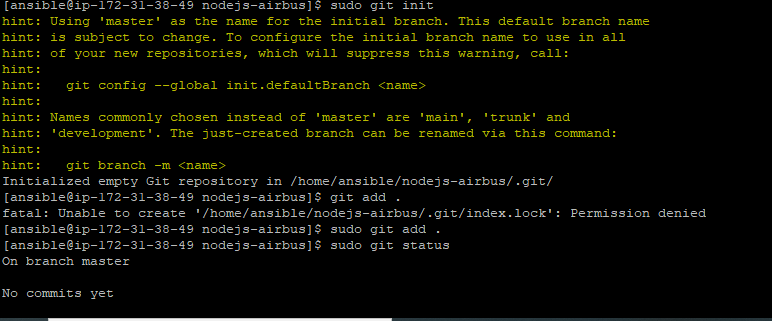 [ansible@ip-172-31-38-49 nodejs-airbus]$ sudo git init
hint: Using 'master' as the name for the initial branch. This default branch name
hint: is subject to change. To configure the initial branch name to use in all
hint: of your new repositories, which will suppress this warning, call:
hint:
hint:   git config --global init.defaultBranch <name>
hint:
hint: Names commonly chosen instead of 'master' are 'main', 'trunk' and
hint: 'development'. The just-created branch can be renamed via this command:
hint:
hint:   git branch -m <name>
Initialized empty Git repository in /home/ansible/nodejs-airbus/.git/
[ansible@ip-172-31-38-49 nodejs-airbus]$ git add .
fatal: Unable to create '/home/ansible/nodejs-airbus/.git/index.lock': Permission denied
[ansible@ip-172-31-38-49 nodejs-airbus]$ sudo git add .
[ansible@ip-172-31-38-49 nodejs-airbus]$ sudo git status
On branch master
No commits yet